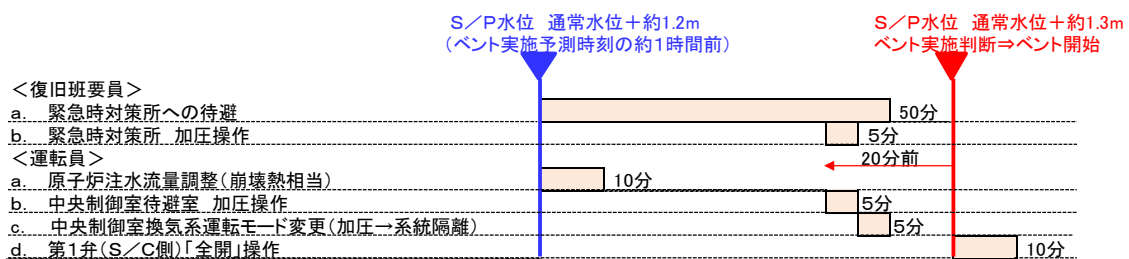 S/P水位 通常水位+約1.2m
(ベント実施予測時刻の約1時間前)
S/P水位 通常水位+約1.3m
ベント実施判断⇒ベント開始
<復旧班要員>
a. 緊急時対策所への待避
50分
b. 緊急時対策所 加圧操作
5分
<運転員>
20分前
a. 原子炉注水流量調整(崩壊熱相当)
10分
b. 中央制御室待避室 加圧操作
5分
c. 中央制御室換気系運転モード変更(加圧→系統隔離)
5分
d. 第1弁(S/C側)「全開」操作
10分